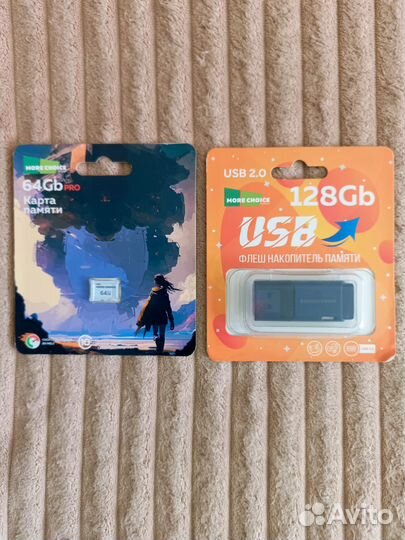 MORE CHOICE
64Gb PRO
Карта
памяти
64
USB 2.0
MORE CHOICE
128Gb
USB
ФЛЕШ НАКОПИТЕЛЬ ПАМЯТИ
Avito